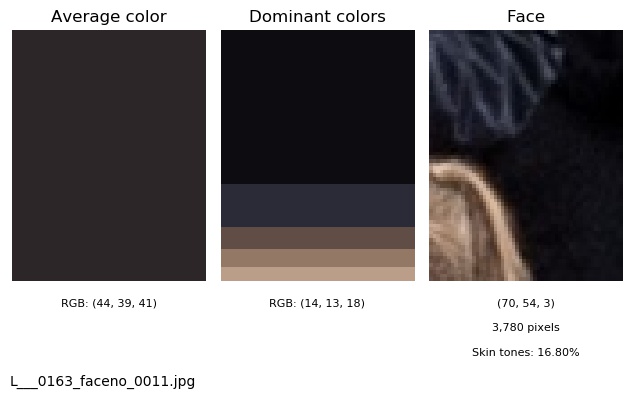 Average color
Dominant colors
Face
RGB: (44, 39, 41)
RGB: (14, 13, 18)
(70, 54, 3)
3,780 pixels
Skin tones: 16.80%
L___0163_faceno_0011.jpg